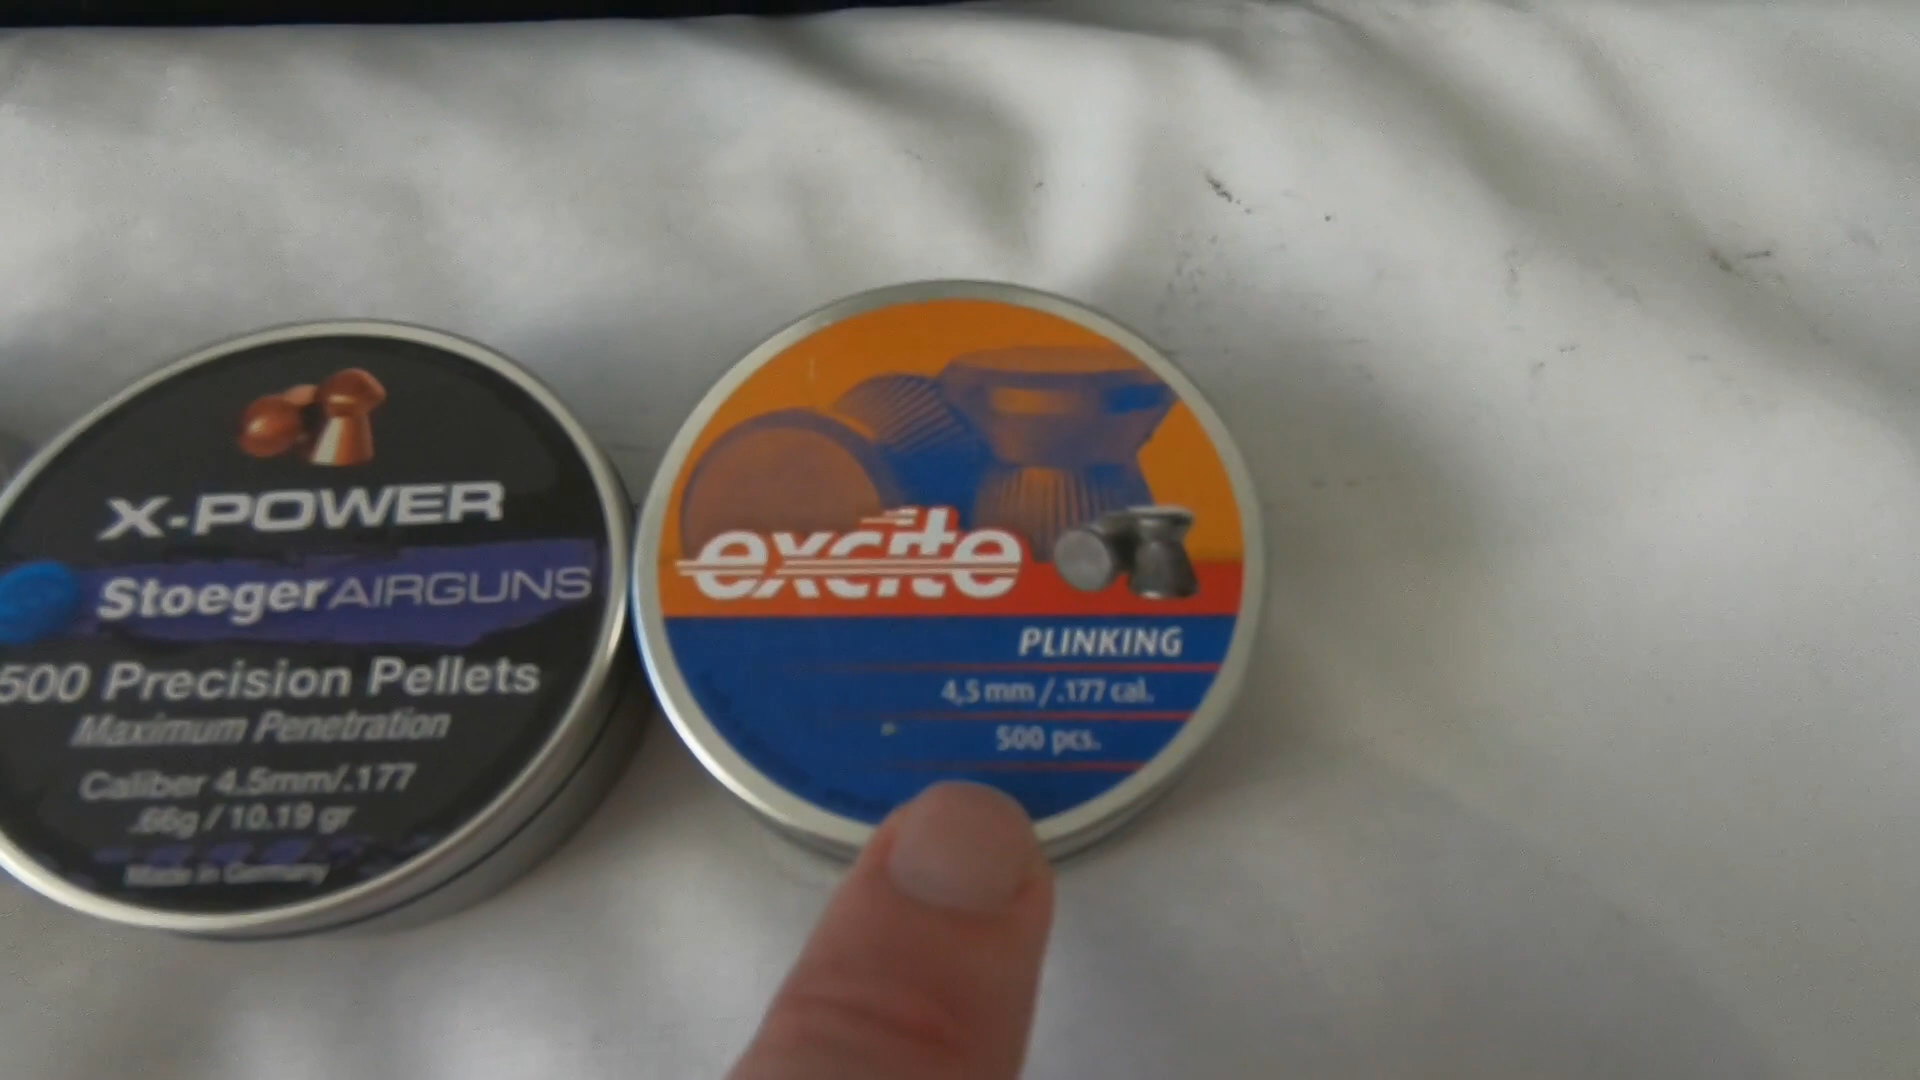 X-POWER
StoegerAIRGUNS
500 Precision Pellets
Maximum Penetration
Caliber 4.5mm/.177
.66g / 10.19 gr
Made in Germany
excite
PLINKING
4,5 mm / .177 cal.
500 pcs.